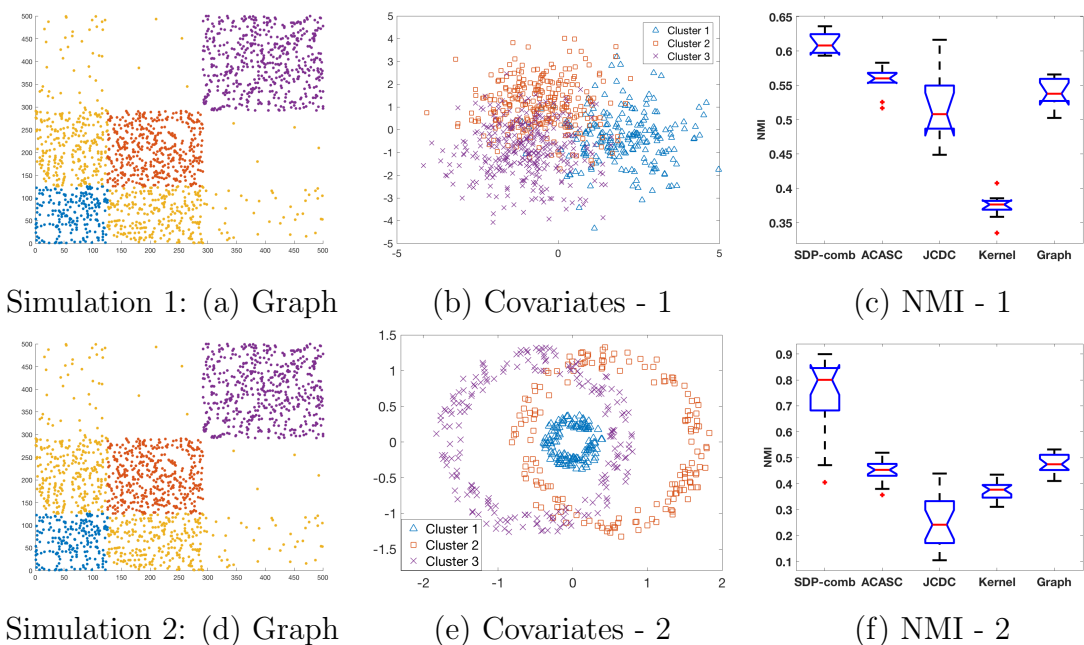 500
450
400
350
300
250
200
150
100
50
0
0 50 100 150 200 250 300 350 400 450 500
5
4
3
2
1
0
-1
-2
-3
-4
-5
-5 0 5
Cluster 1
Cluster 2
Cluster 3
0.65
0.6
0.55
0.5
0.45
0.4
0.35
NMI
SDP-comb ACASC JCDC Kernel Graph
Simulation 1: (a) Graph
(b) Covariates - 1
(c) NMI - 1
500
450
400
350
300
250
200
150
100
50
0
0 50 100 150 200 250 300 350 400 450 500
1.5
1
0.5
0
-0.5
-1
-1.5
-2 -1 0 1 2
Cluster 1
Cluster 2
Cluster 3
0.9
0.8
0.7
0.6
0.5
0.4
0.3
0.2
0.1
NMI
SDP-comb ACASC JCDC Kernel Graph
Simulation 2: (d) Graph
(e) Covariates - 2
(f) NMI - 2